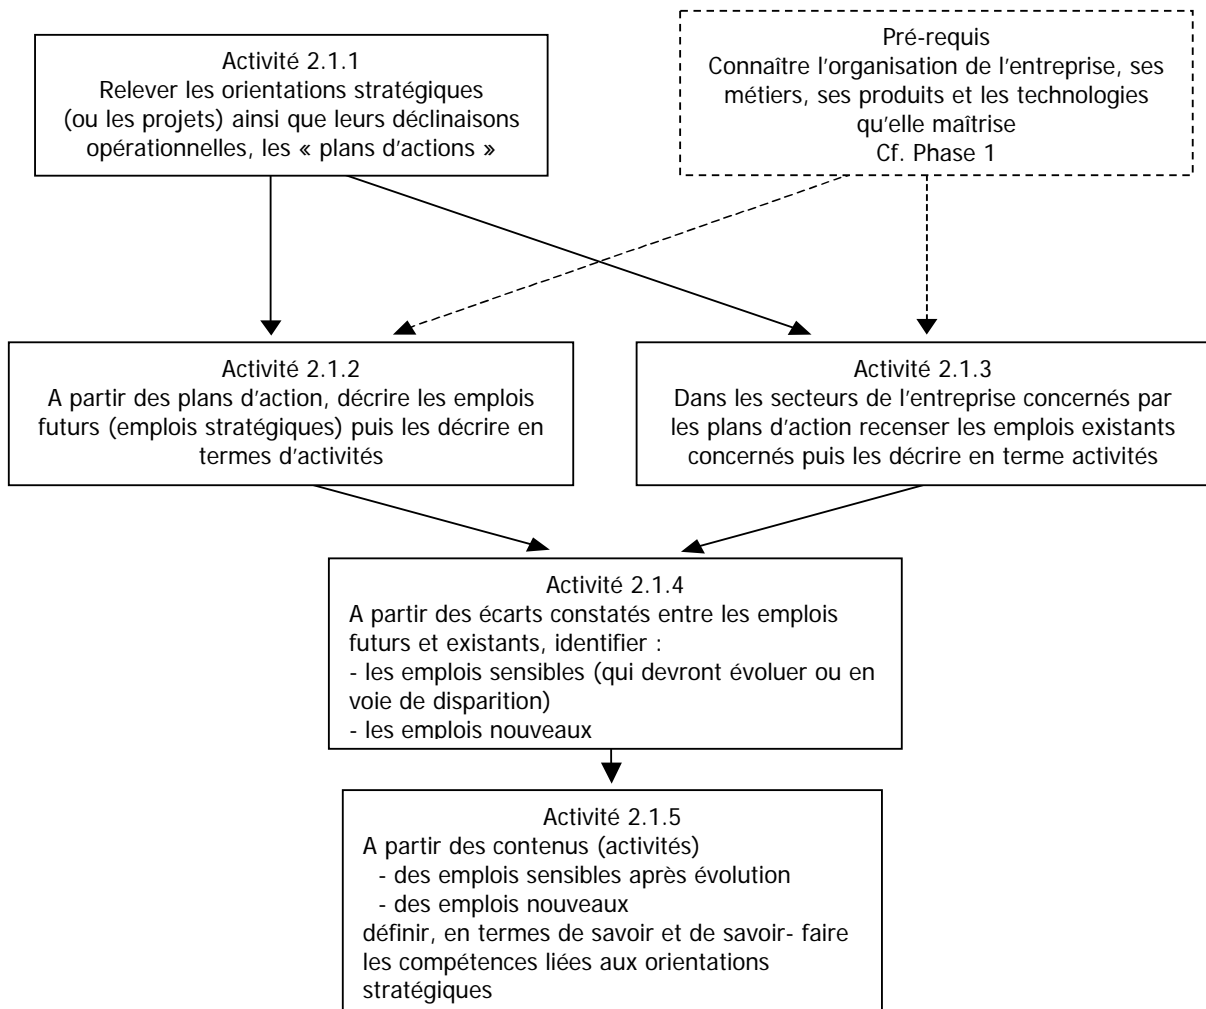 Activité 2.1.1
Relever les orientations stratégiques
(ou les projets) ainsi que leurs déclinaisons
opérationnelles, les « plans d'actions »
Pré-requis
Connaître l'organisation de l'entreprise, ses
métiers, ses produits et les technologies
qu'elle maîtrise
Cf. Phase 1
Activité 2.1.2
A partir des plans d'action, décrire les emplois
futurs (emplois stratégiques) puis les décrire en
termes d'activités
Activité 2.1.3
Dans les secteurs de l'entreprise concernés par
les plans d'action recenser les emplois existants
concernés puis les décrire en terme activités
Activité 2.1.4
A partir des écarts constatés entre les emplois
futurs et existants, identifier :
- les emplois sensibles (qui devront évoluer ou en
voie de disparition)
- les emplois nouveaux
Activité 2.1.5
A partir des contenus (activités)
- des emplois sensibles après évolution
- des emplois nouveaux
définir, en termes de savoir et de savoir- faire
les compétences liées aux orientations
stratégiques